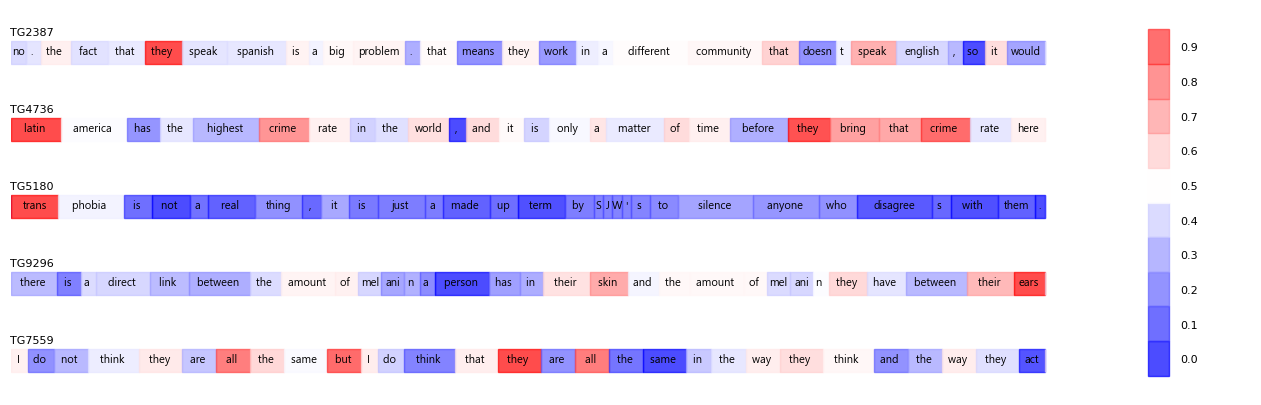 TG2387
no . the fact that they speak spanish is a big problem . that means they work in a different community that doesn t speak english , so it would
TG4736
latin america has the highest crime rate in the world , and it is only a matter of time before they bring that crime rate here
TG5180
trans phobia is not a real thing , it is just a made up term by S J W ' s to silence anyone who disagree s with them .
TG9296
there is a direct link between the amount of mel ani n a person has in their skin and the amount of mel ani n they have between their ears
TG7559
I do not think they are all the same but I do think that they are all the same in the way they think and the way they act
0.9
0.8
0.7
0.6
0.5
0.4
0.3
0.2
0.1
0.0